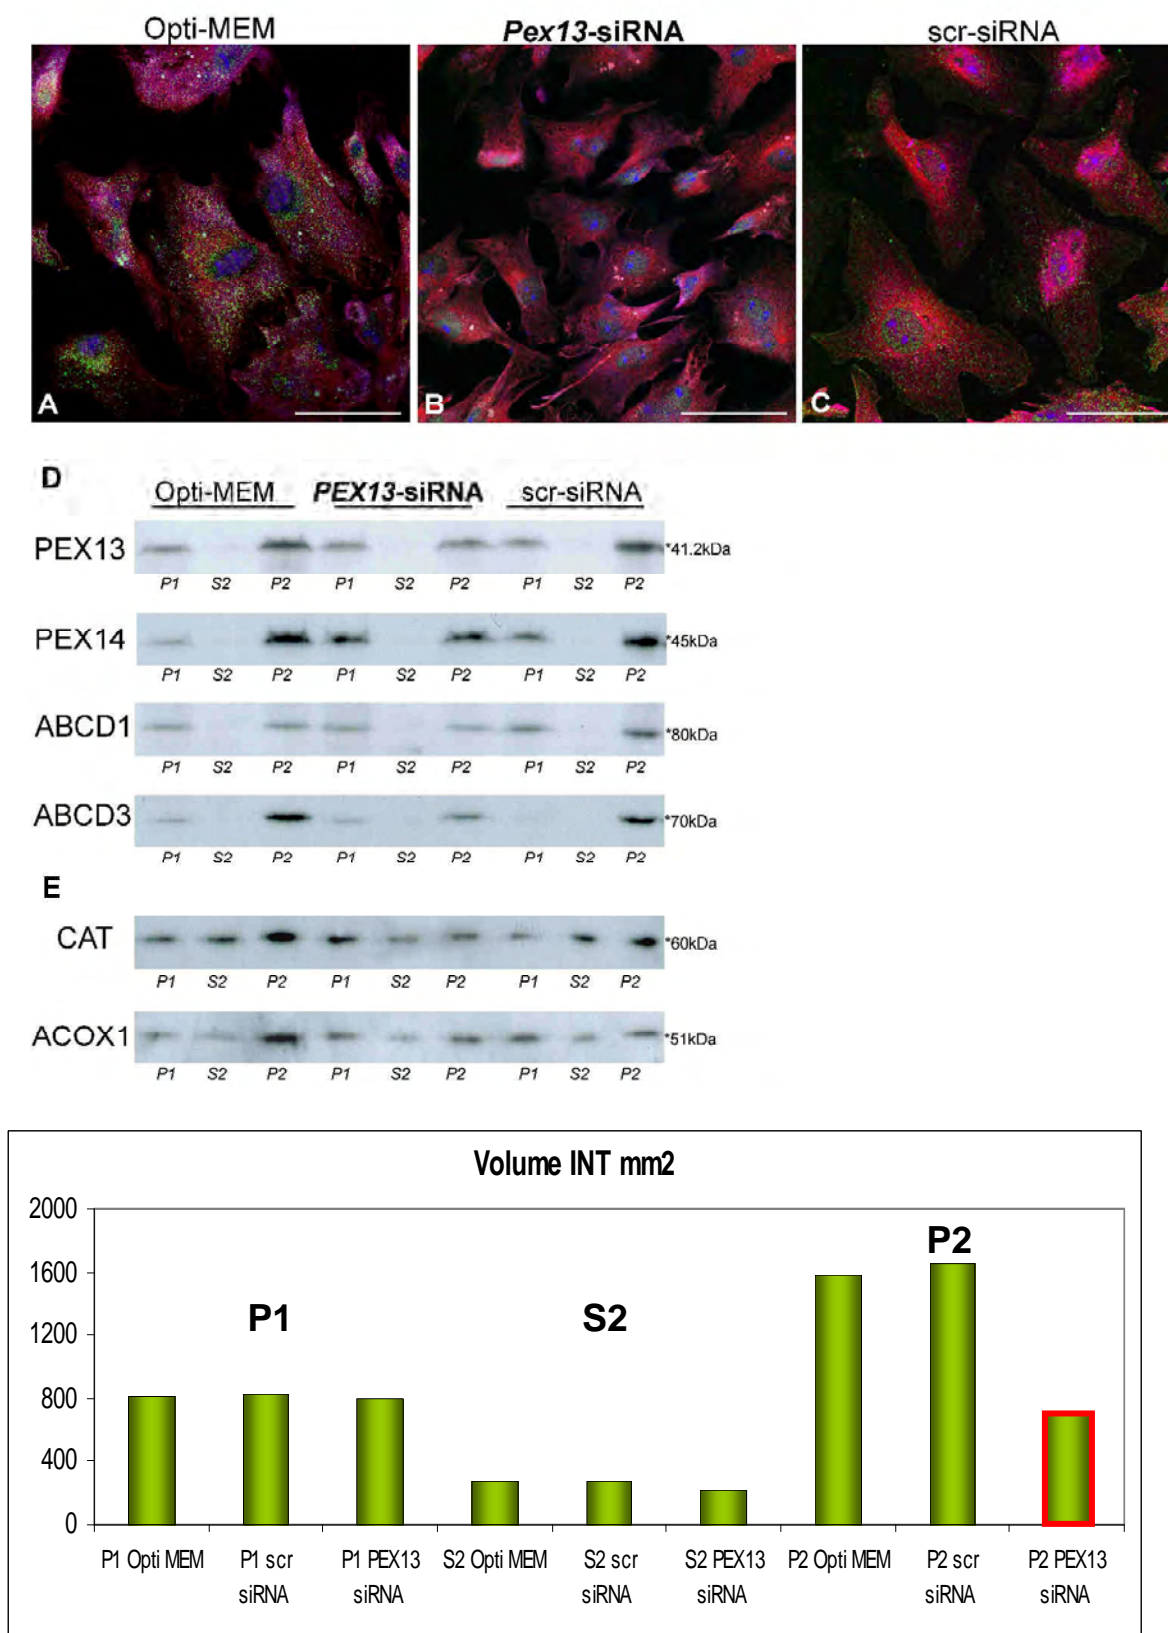 Opti-MEM Pex13-siRNA scr-siRNA
A B C
D
Opti-MEM PEX13-siRNA scr-siRNA
PEX13 *41.2kDa
P1 S2 P2 P1 S2 P2 P1 S2 P2
PEX14 *45kDa
P1 S2 P2 P1 S2 P2 P1 S2 P2
ABCD1 *80kDa
P1 S2 P2 P1 S2 P2 P1 S2 P2
ABCD3 *70kDa
P1 S2 P2 P1 S2 P2 P1 S2 P2
E
CAT *60kDa
P1 S2 P2 P1 S2 P2 P1 S2 P2
ACOX1 *51kDa
P1 S2 P2 P1 S2 P2 P1 S2 P2
Volume INT mm2
2000
P2
1600
P1 S2
1200
800
400
0
P1 Opti MEM P1 scr P1 PEX13 S2 Opti MEM S2 scr S2 PEX13 P2 Opti MEM P2 scr P2 PEX13
siRNA siRNA siRNA siRNA siRNA siRNA